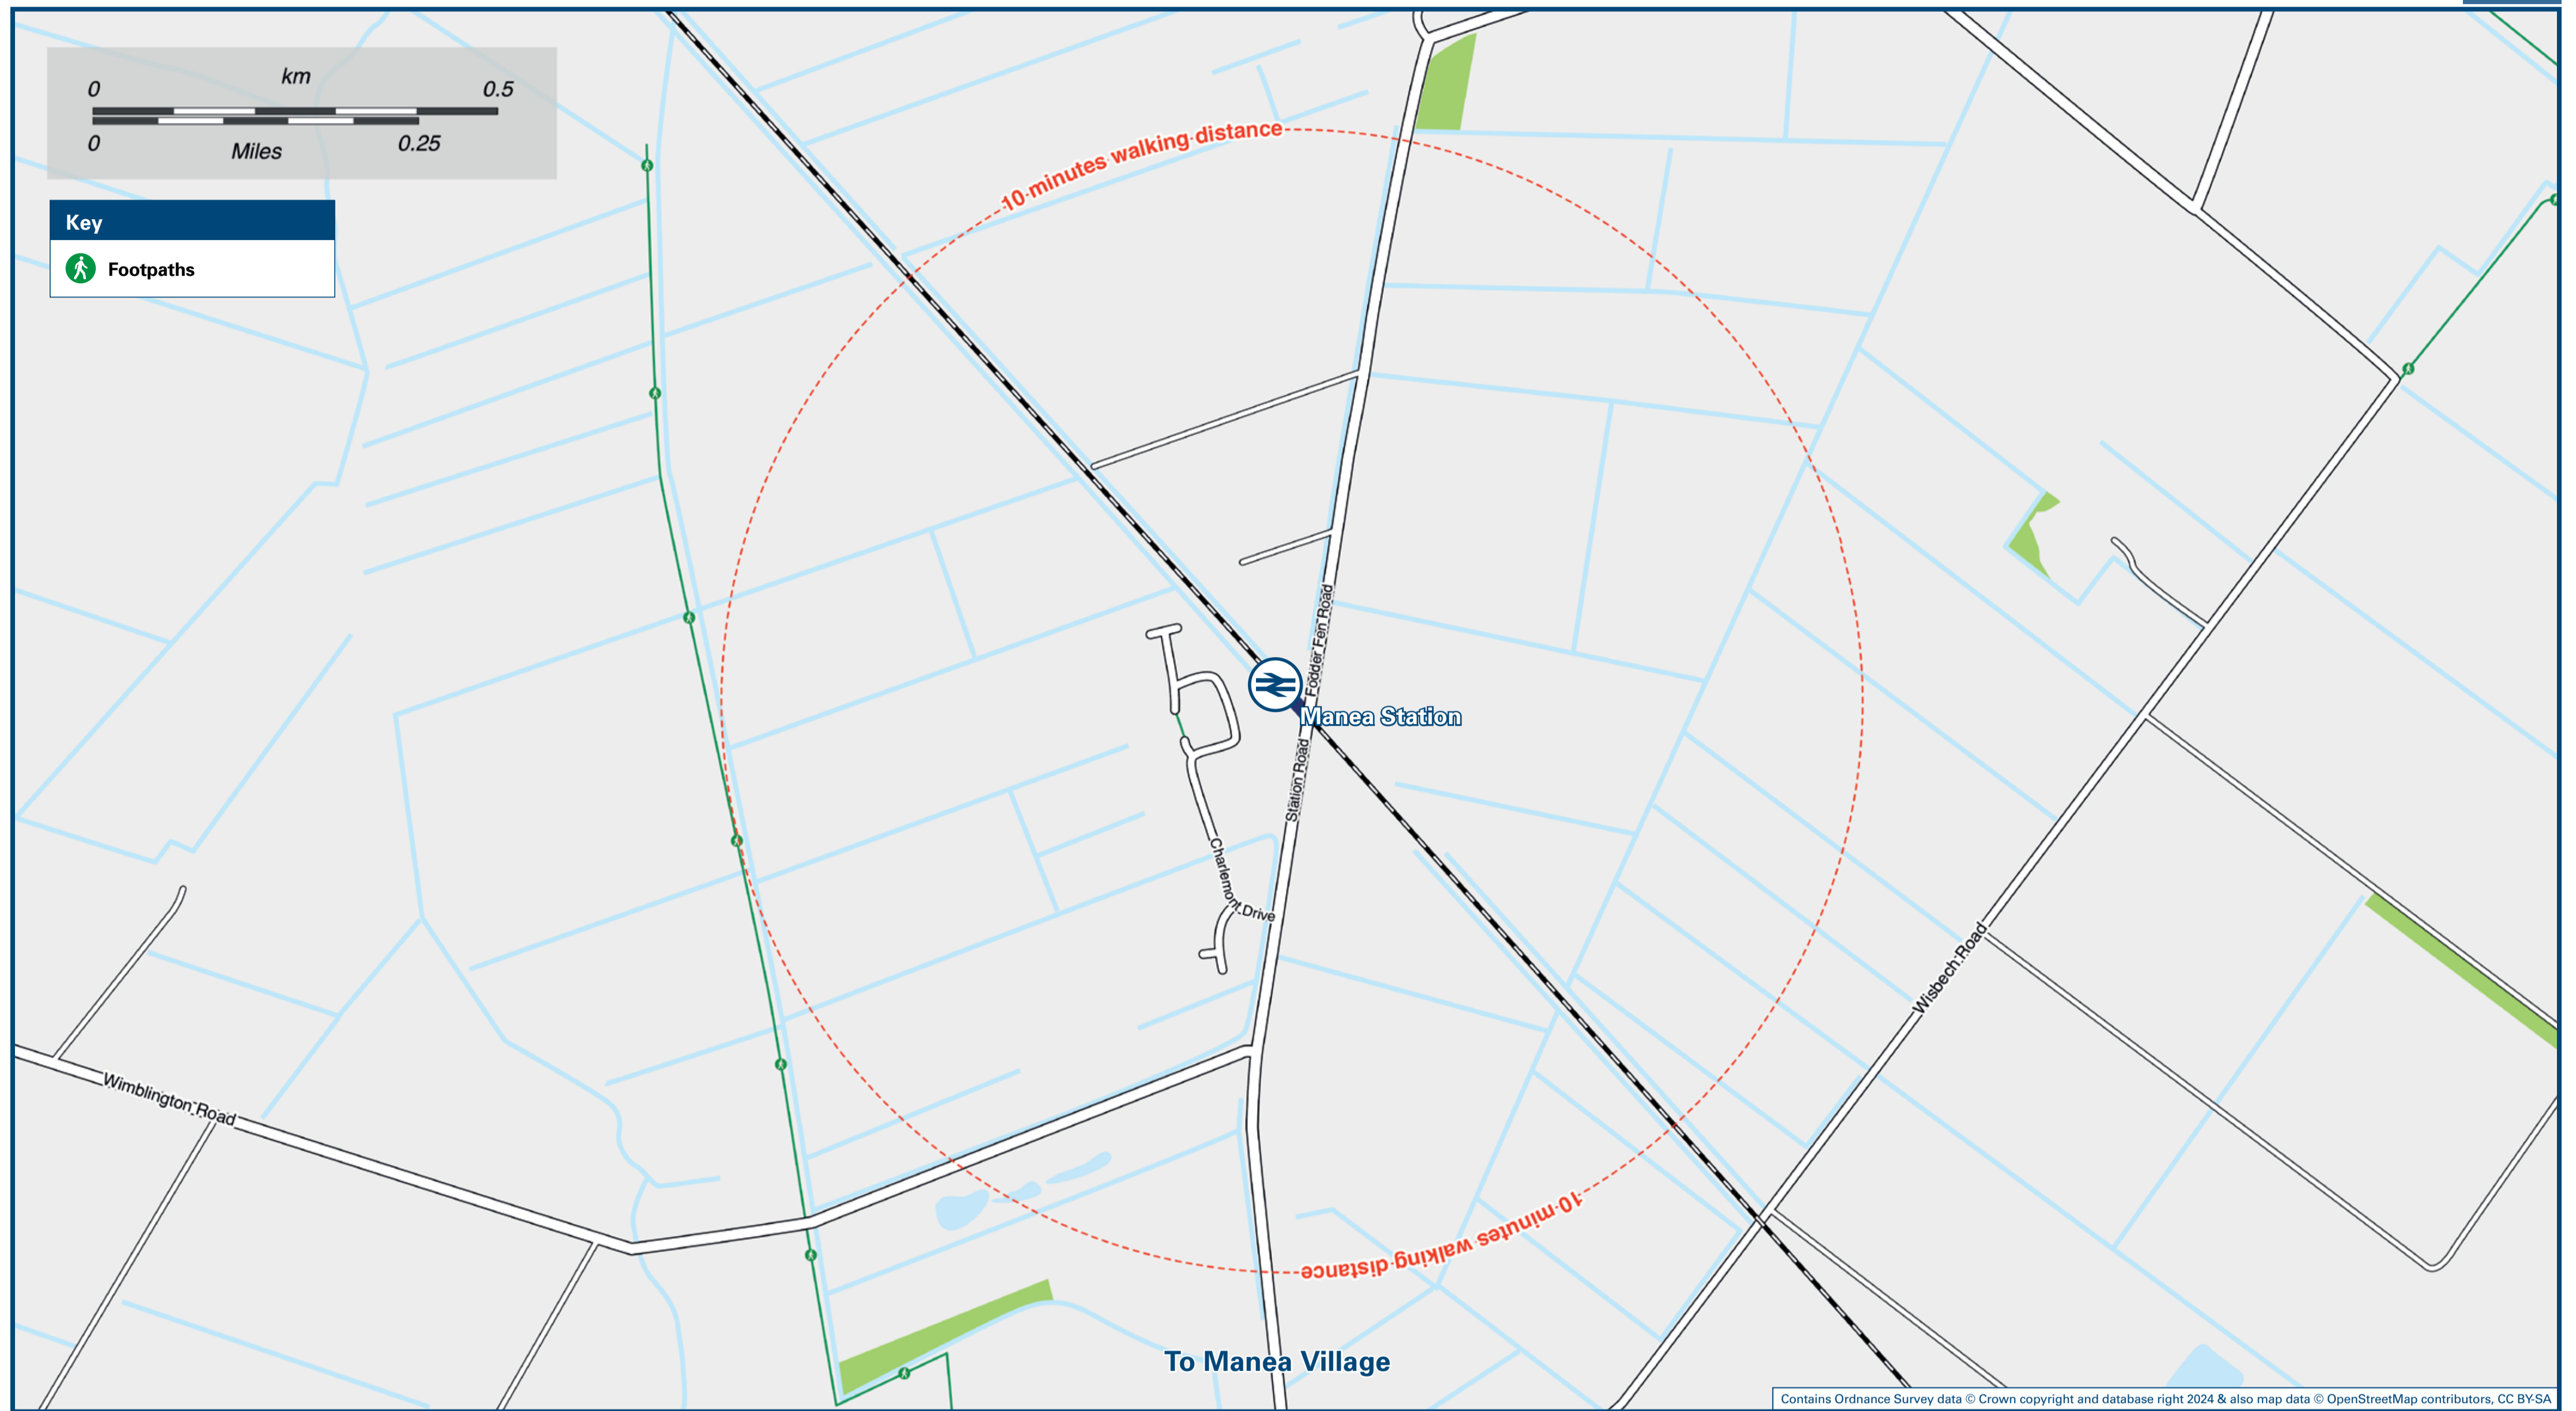 km
0 0.5
0 0.25
Miles
Key
Footpaths
10 minutes walking distance
Fodder Fen Road
Manea Station
Station Road
Charlemont Drive
Wisbech Road
Wimblington Road
10 minutes walking distance
To Manea Village
Contains Ordnance Survey data © Crown copyright and database right 2024 & also map data © OpenStreetMap contributors, CC BY-SA